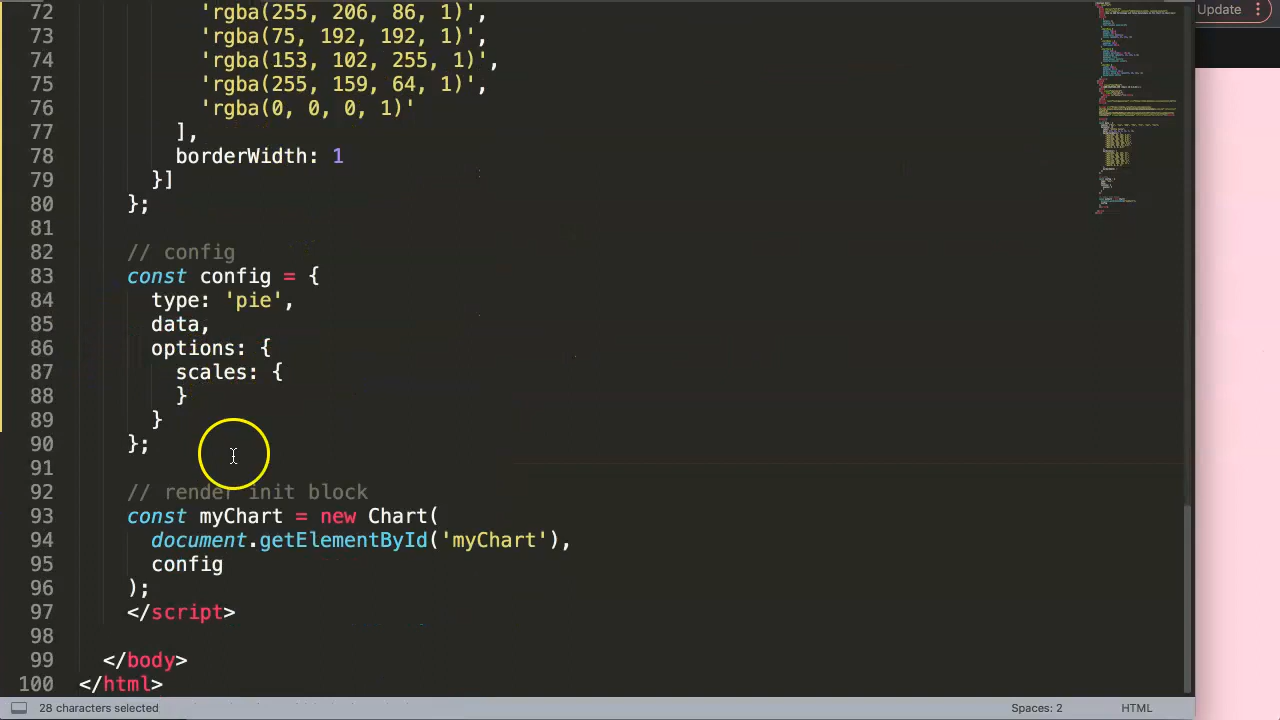 72 'rgba(255, 206, 86, 1)',
73 'rgba(75, 192, 192, 1)',
74 'rgba(153, 102, 255, 1)',
75 'rgba(255, 159, 64, 1)',
76 'rgba(0, 0, 0, 1)'
77 ],
78 borderWidth: 1
79 }]
80 };
81
82 // config
83 const config = {
84 type: 'pie',
85 data,
86 options: {
87 scales: {
88 }
89 }
90 };
91
92 // render init block
93 const myChart = new Chart(
94 document.getElementById('myChart'),
95 config
96 );
97 </script>
98
99 </body>
100 </html>
28 characters selected Spaces: 2 HTML
Update